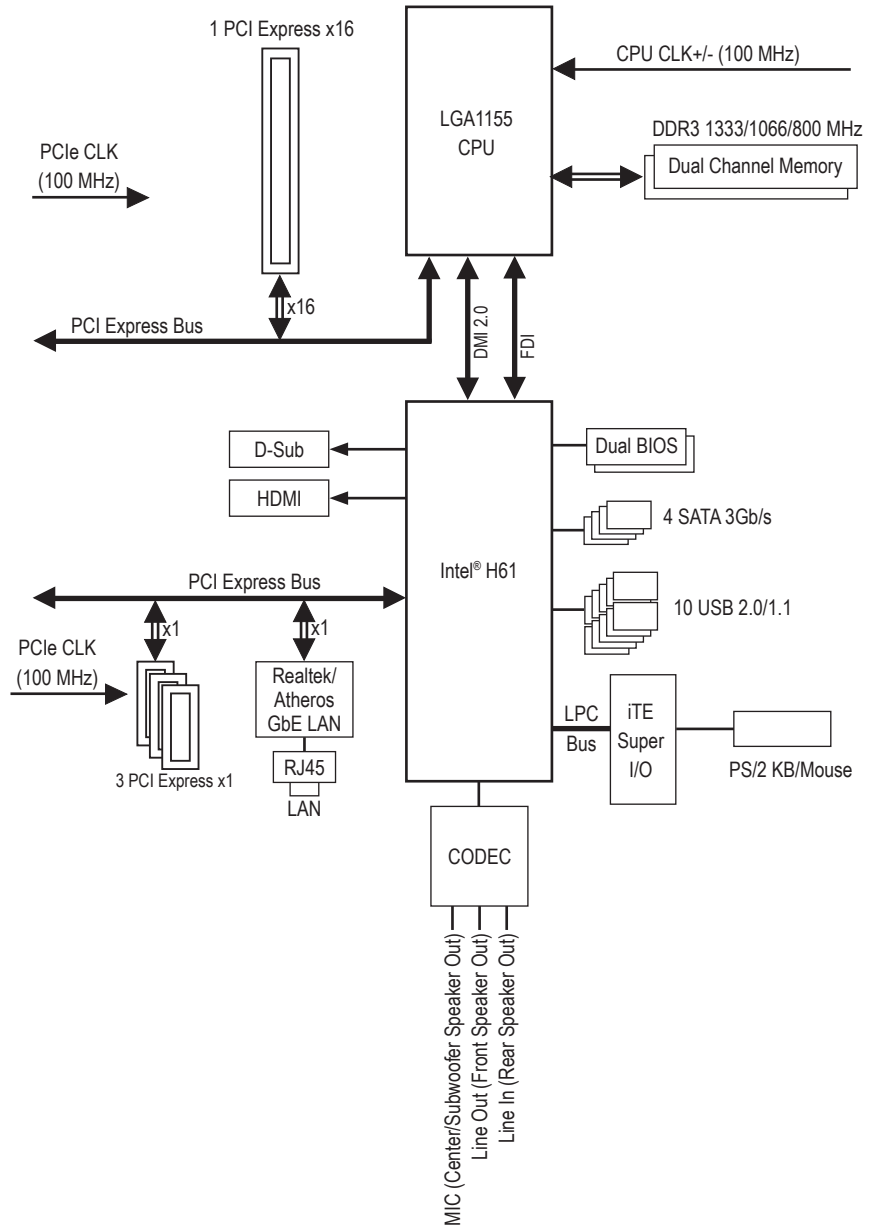 1 PCI Express x16
CPU CLK+/- (100 MHz)
LGA1155
CPU
DDR3 1333/1066/800 MHz
Dual Channel Memory
PCIe CLK
(100 MHz)
x16
PCI Express Bus
DMI 2.0
FDI
D-Sub
HDMI
Dual BIOS
4 SATA 3Gb/s
Intel® H61
10 USB 2.0/1.1
PCI Express Bus
x1
x1
PCIe CLK
(100 MHz)
Realtek/
Atheros
GbE LAN
RJ45
LAN
3 PCI Express x1
LPC
Bus
iTE
Super
I/O
PS/2 KB/Mouse
CODEC
MIC (Center/Subwoofer Speaker Out)
Line Out (Front Speaker Out)
Line In (Rear Speaker Out)